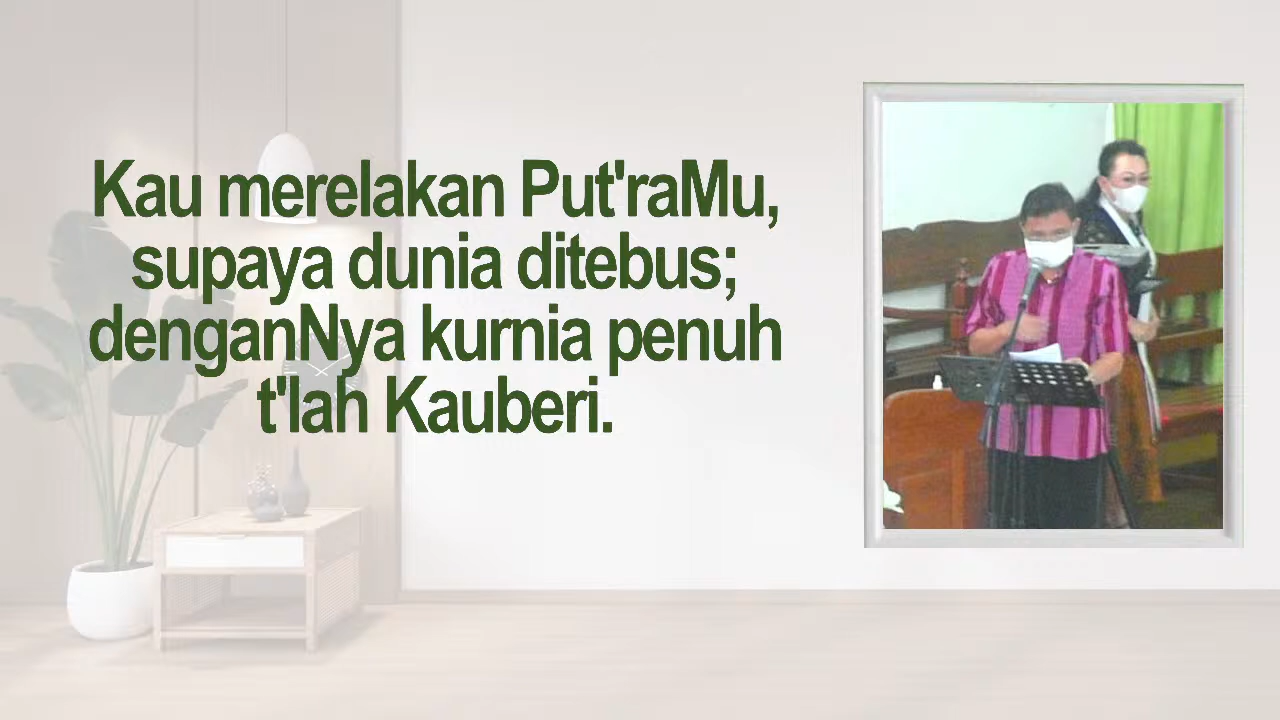 Kau merelakan Put'raMu,
supaya dunia ditebus;
denganNya kurnia penuh
t'lah Kauberi.